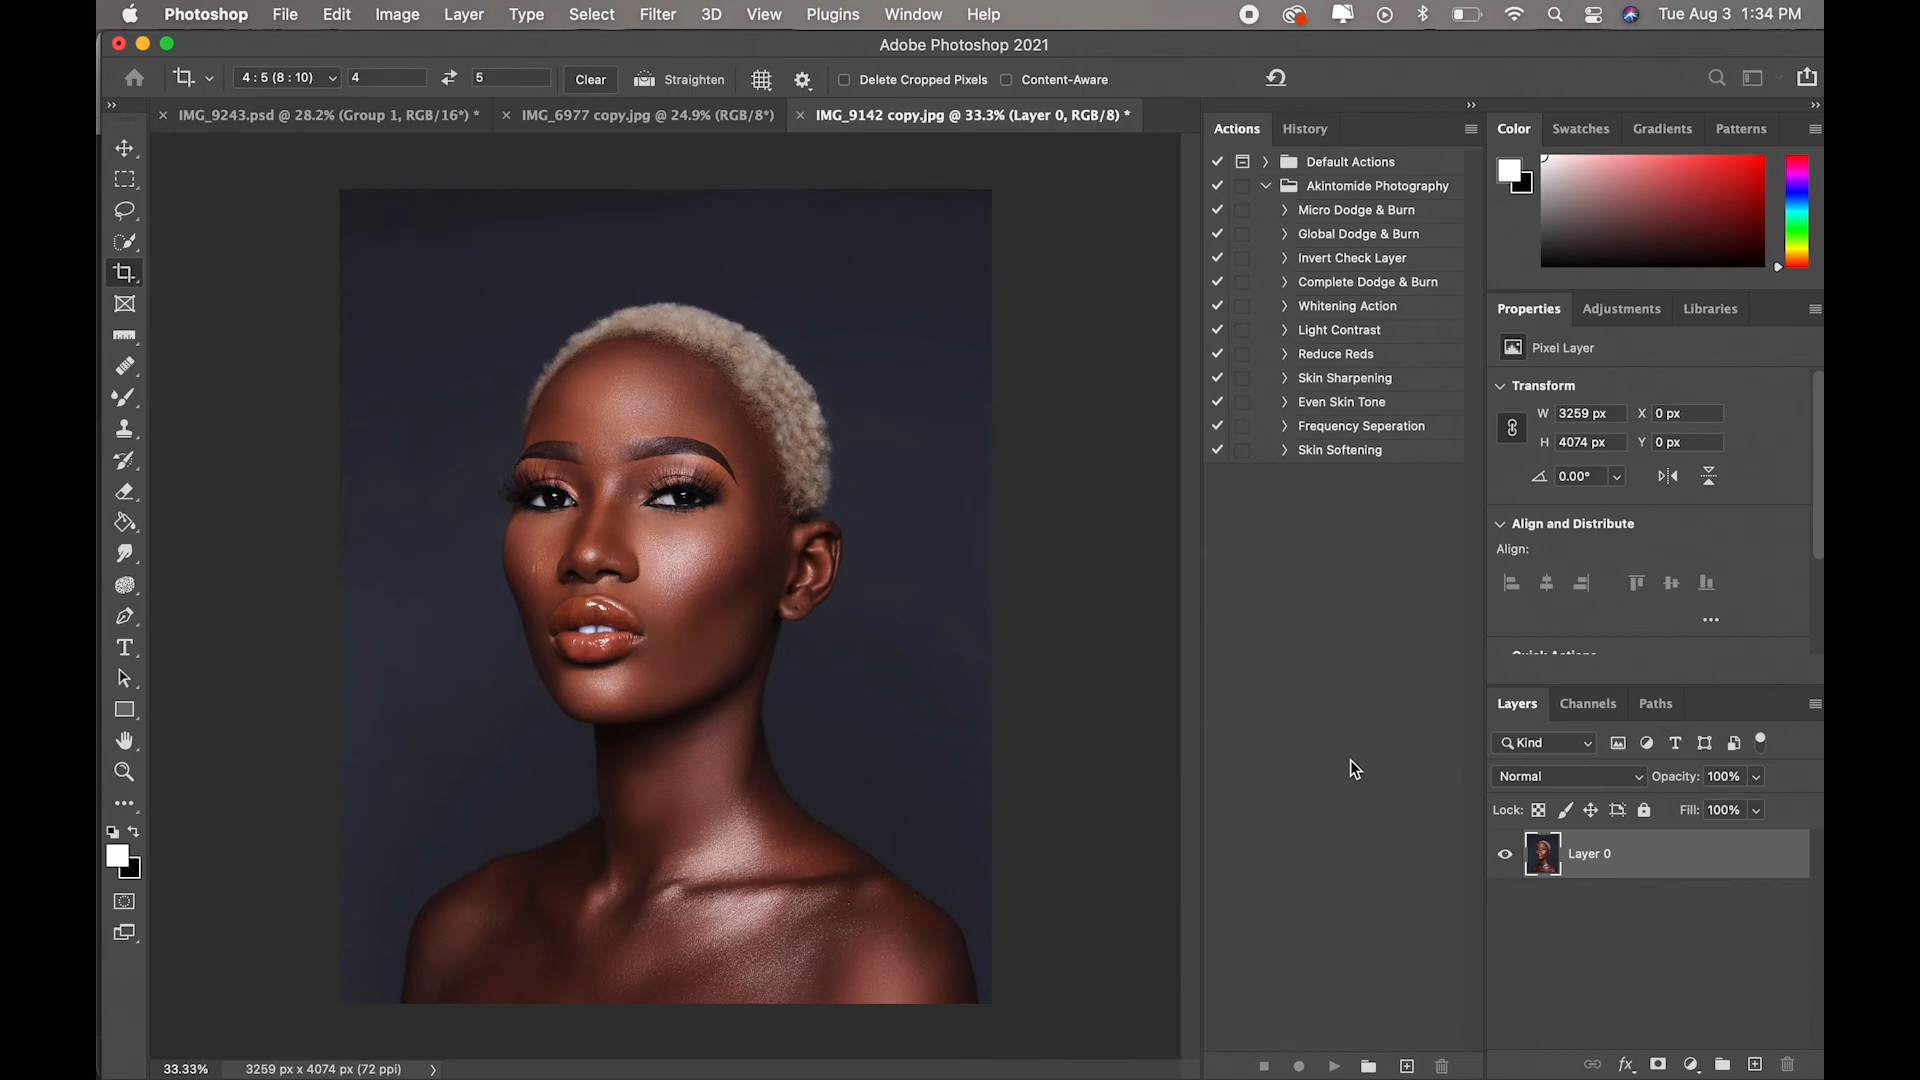 Photoshop File Edit Image Layer Type Select Filter 3D View Plugins Window Help Tue Aug 3 1:34 PM
Adobe Photoshop 2021
4 : 5 (8 : 10) 4 5 Clear Straighten Delete Cropped Pixels Content-Aware
IMG_9243.psd @ 28.2% (Group 1, RGB/16*) * IMG_6977 copy.jpg @ 24.9% (RGB/8*) IMG_9142 copy.jpg @ 33.3% (Layer 0, RGB/8) *
Actions History
Default Actions
Akintomide Photography
Micro Dodge & Burn
Global Dodge & Burn
Invert Check Layer
Complete Dodge & Burn
Whitening Action
Light Contrast
Reduce Reds
Skin Sharpening
Even Skin Tone
Frequency Seperation
Skin Softening
Color Swatches Gradients Patterns
Properties Adjustments Libraries
Pixel Layer
Transform
W 3259 px X 0 px
H 4074 px Y 0 px
0.00°
Align and Distribute
Align:
Quick Actions
Layers Channels Paths
Kind
Normal Opacity: 100%
Lock: Fill: 100%
Layer 0
33.33% 3259 px x 4074 px (72 ppi)